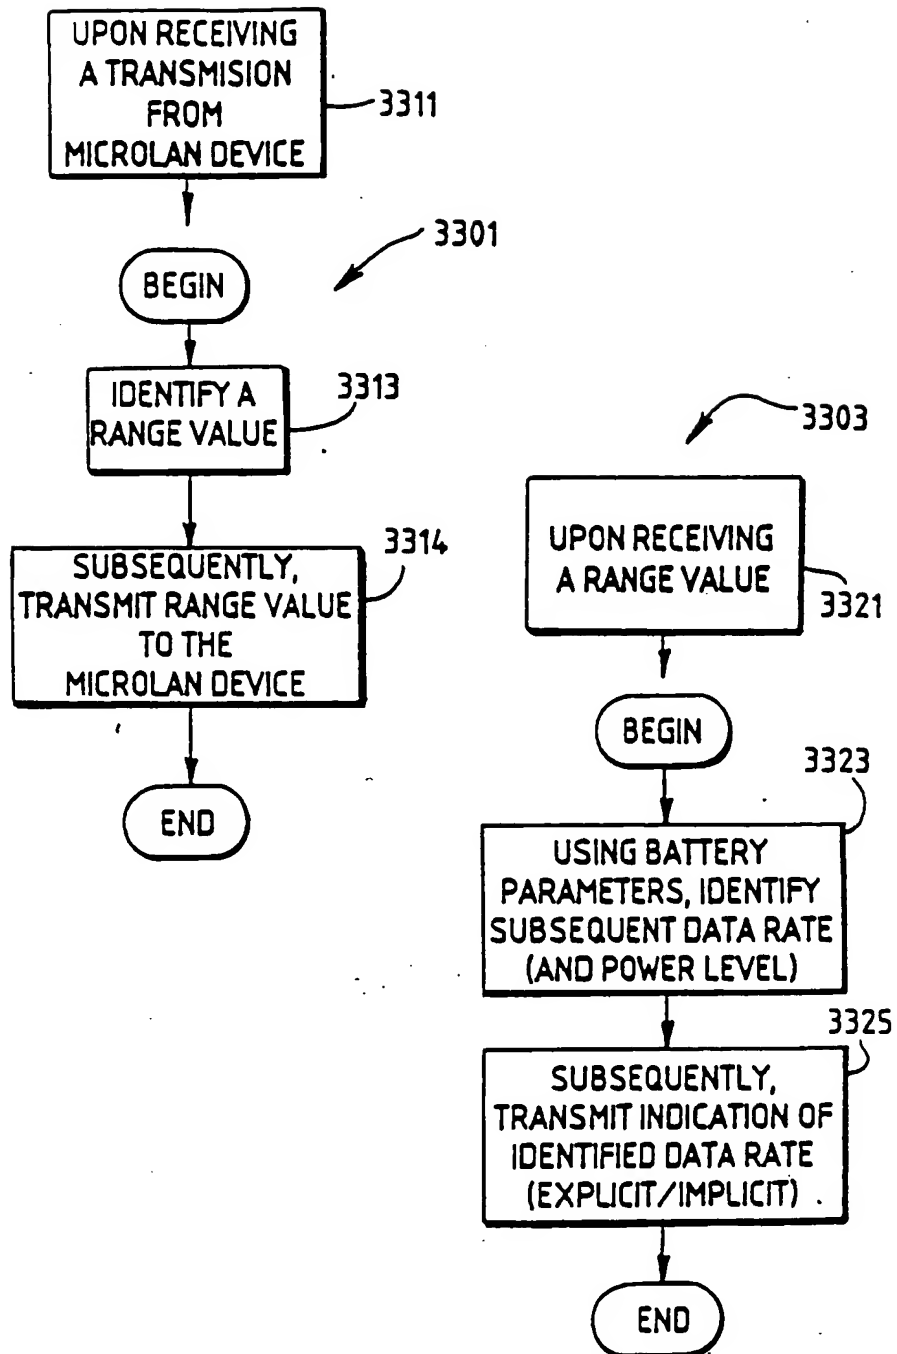 UPON RECEIVING
A TRANSMISION
FROM
MICROLAN DEVICE
3311
3301
BEGIN
IDENTIFY A
RANGE VALUE
3313
SUBSEQUENTLY,
TRANSMIT RANGE VALUE
TO THE
MICROLAN DEVICE
3314
END
3303
UPON RECEIVING
A RANGE VALUE
3321
BEGIN
3323
USING BATTERY
PARAMETERS, IDENTIFY
SUBSEQUENT DATA RATE
(AND POWER LEVEL)
3325
SUBSEQUENTLY,
TRANSMIT INDICATION OF
IDENTIFIED DATA RATE
(EXPLICIT/IMPLICIT)
END